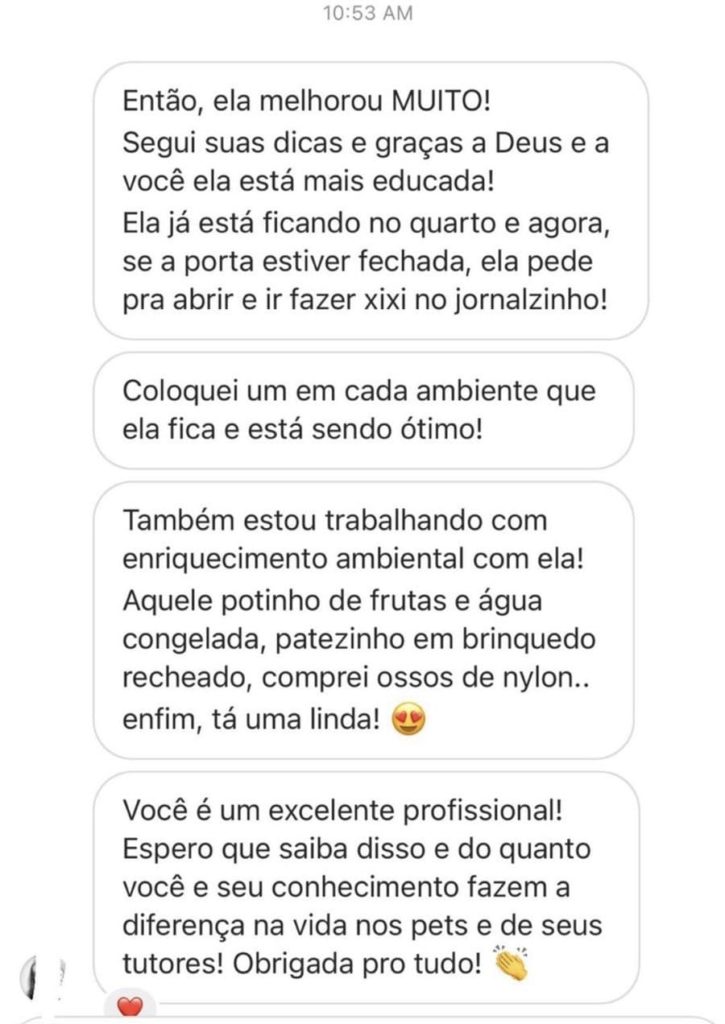 10:53 AM
Então, ela melhorou MUITO!
Segui suas dicas e graças a Deus e a
você ela está mais educada!
Ela já está ficando no quarto e agora,
se a porta estiver fechada, ela pede
pra abrir e ir fazer xixi no jornalzinho!
Coloquei um em cada ambiente que
ela fica e está sendo ótimo!
Também estou trabalhando com
enriquecimento ambiental com ela!
Aquele potinho de frutas e água
congelada, patezinho em brinquedo
recheado, comprei ossos de nylon..
enfim, tá uma linda! 😍
Você é um excelente profissional!
Espero que saiba disso e do quanto
você e seu conhecimento fazem a
diferença na vida nos pets e de seus
tutores! Obrigada pro tudo! 👏
❤️